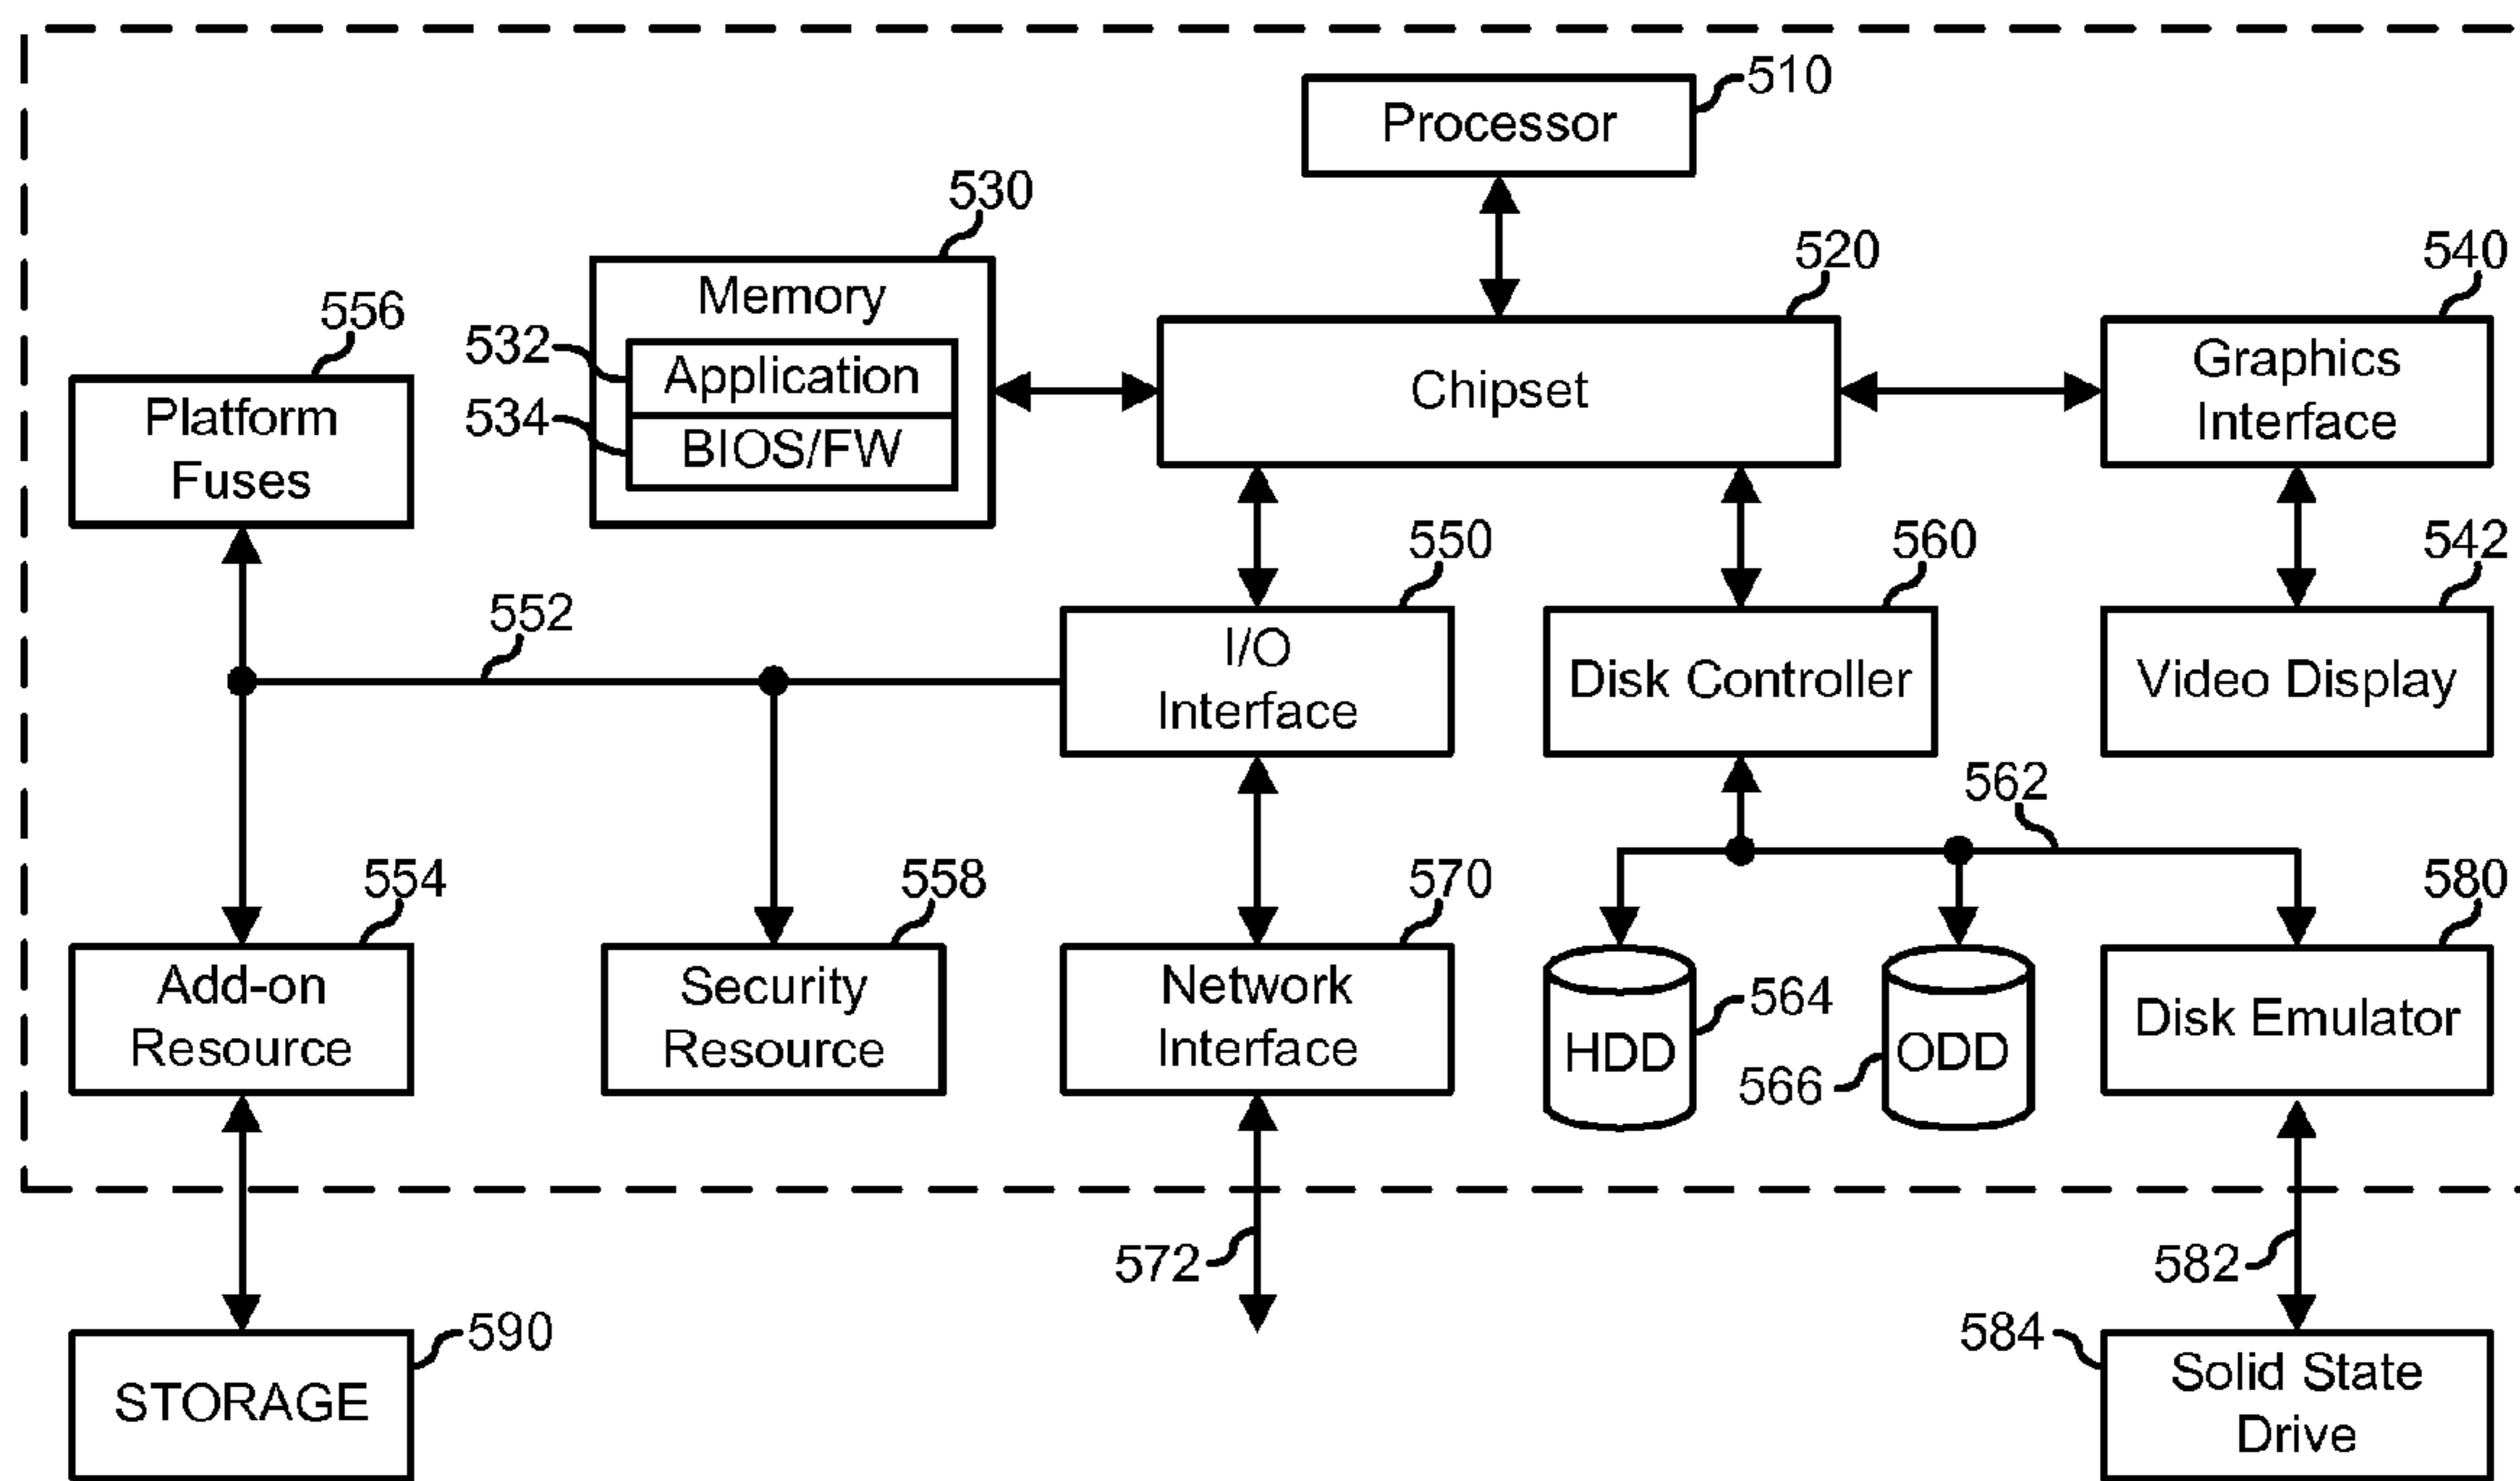 510
Processor
530
520
540
Memory
556
532
Application
534
BIOS/FW
Chipset
Graphics
Interface
Platform
Fuses
550
560
542
552
I/O
Interface
Disk Controller
Video Display
562
554
558
570
580
Add-on
Resource
Security
Resource
Network
Interface
HDD
564
566
ODD
Disk Emulator
572
582
590
STORAGE
584
Solid State
Drive